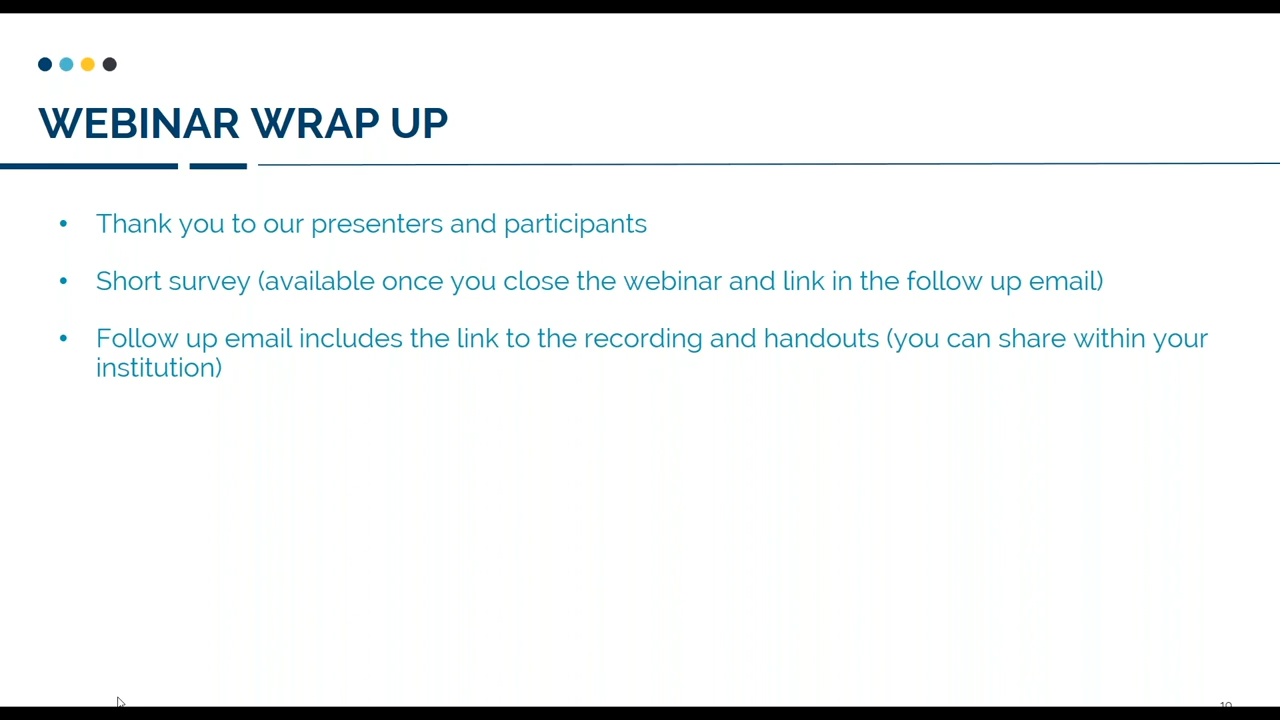 WEBINAR WRAP UP
• Thank you to our presenters and participants
• Short survey (available once you close the webinar and link in the follow up email)
• Follow up email includes the link to the recording and handouts (you can share within your
institution)